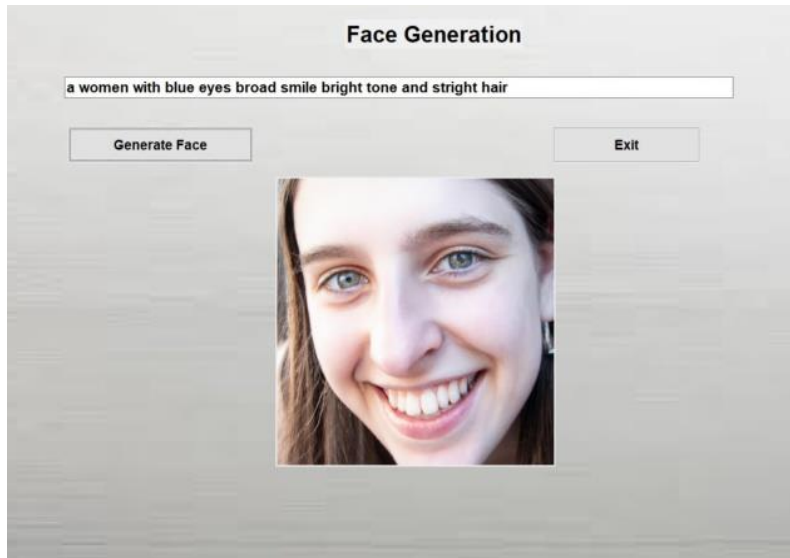 Face Generation
a women with blue eyes broad smile bright tone and stright hair
Generate Face
Exit